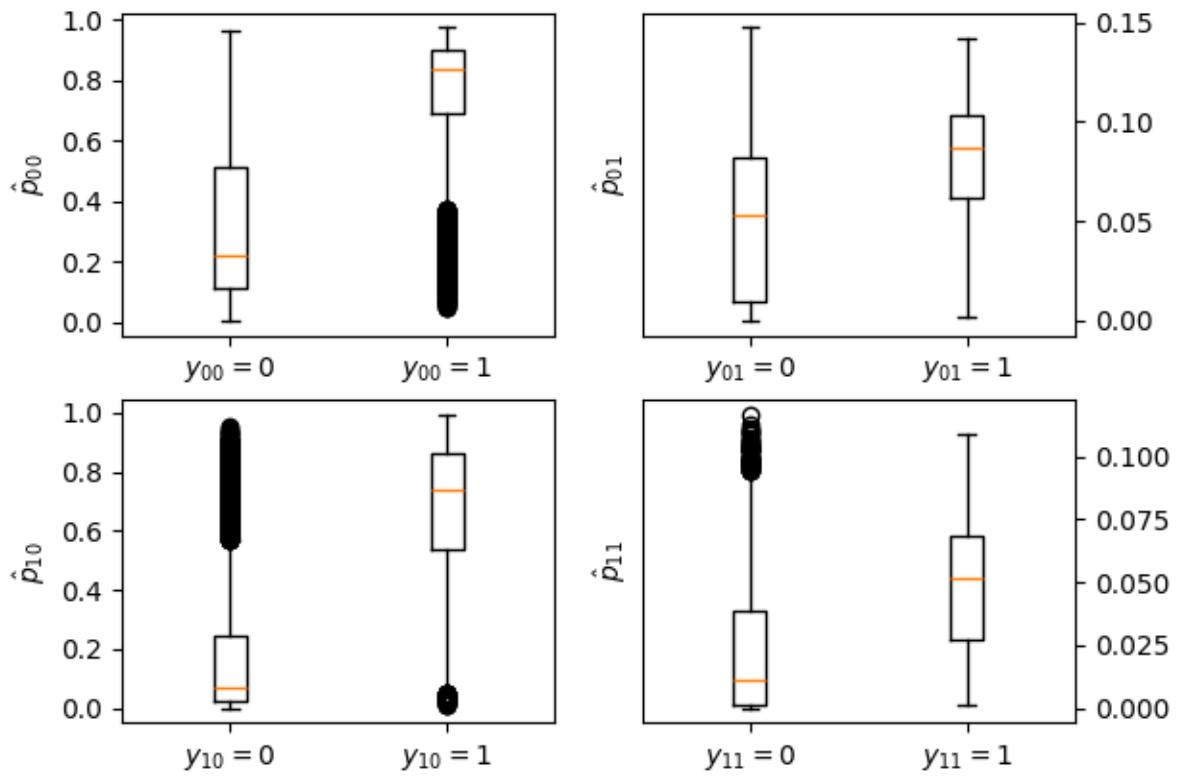 1.0
0.8
0.6
0.4
0.2
0.0
p̂₀₀
y₀₀ = 0 y₀₀ = 1
0.15
0.10
0.05
0.00
p̂₀₁
y₀₁ = 0 y₀₁ = 1
1.0
0.8
0.6
0.4
0.2
0.0
p̂₁₀
y₁₀ = 0 y₁₀ = 1
0.100
0.075
0.050
0.025
0.000
p̂₁₁
y₁₁ = 0 y₁₁ = 1